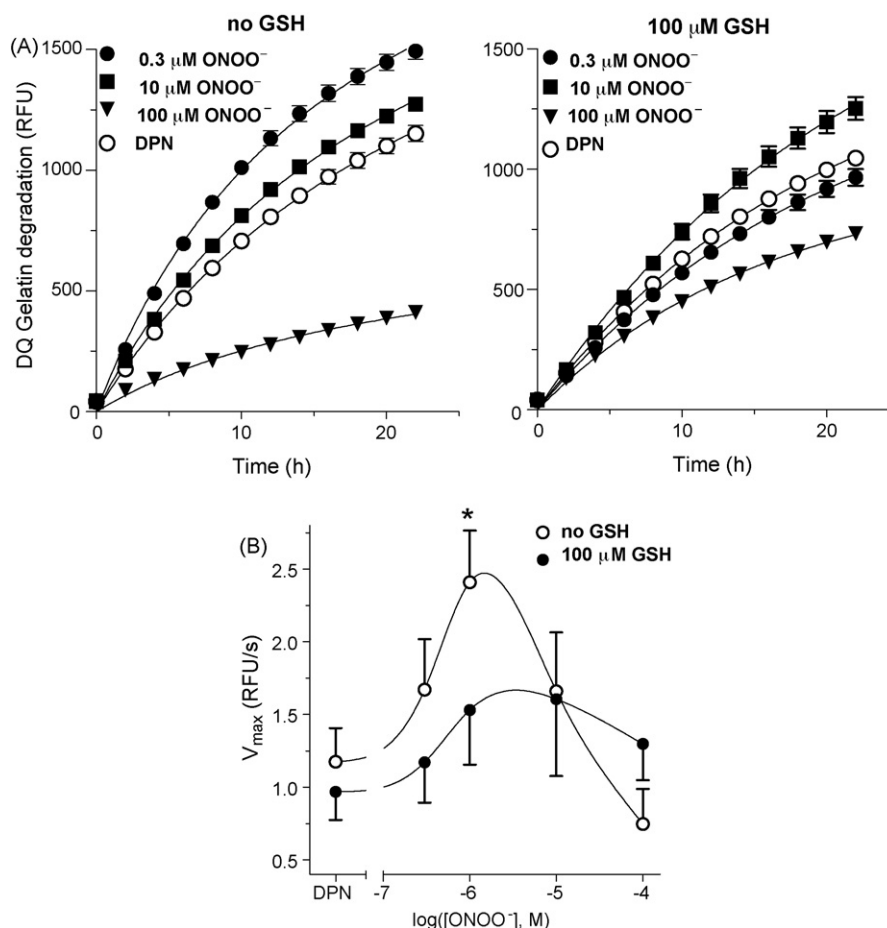 (A)
no GSH
0.3 μM ONOO⁻
10 μM ONOO⁻
100 μM ONOO⁻
DPN
1500
1000
500
0
DQ Gelatin degradation (RFU)
0
10
20
Time (h)
100 μM GSH
0.3 μM ONOO⁻
10 μM ONOO⁻
100 μM ONOO⁻
DPN
1500
1000
500
0
0
10
20
Time (h)
(B)
*
no GSH
100 μM GSH
2.5
2.0
1.5
1.0
0.5
Vmax (RFU/s)
DPN
-7
-6
-5
-4
log([ONOO⁻], M)